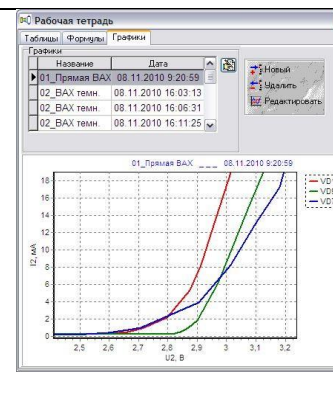 Рабочая тетрадь
Таблицы Формулы Графики
Графики
Название Дата
01_Прямая ВАХ 08.11.2010 9:20:59
02_ВАХ темн. 08.11.2010 16:03:13
02_ВАХ темн. 08.11.2010 16:06:31
02_ВАХ темн. 08.11.2010 16:11:25
Новый
Удалить
Редактировать
01_Прямая ВАХ _ _ _ 08.11.2010 9:20:59
18
16
14
12
10
8
6
4
2
0
I2, мА
2,5 2,6 2,7 2,8 2,9 3 3,1 3,2
U2, В